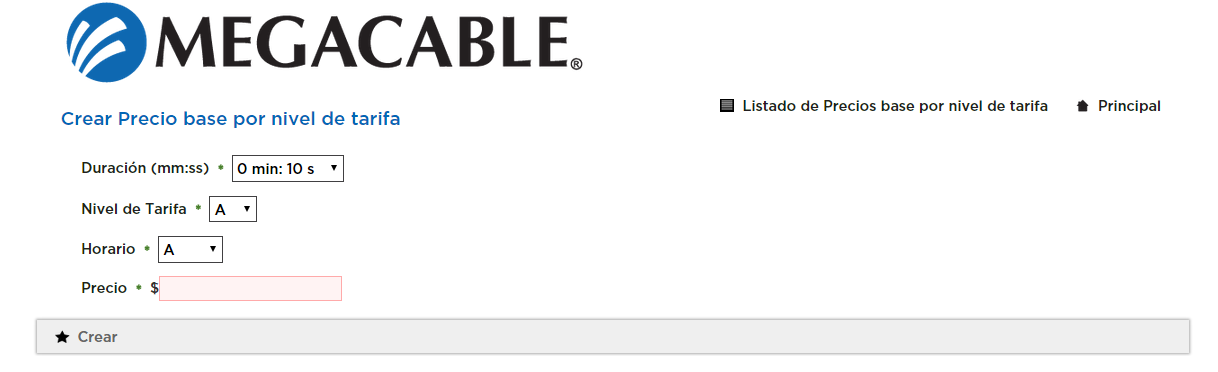 MEGACABLE®
Listado de Precios base por nivel de tarifa Principal
Crear Precio base por nivel de tarifa
Duración (mm:ss) * 0 min: 10 s
Nivel de Tarifa * A
Horario * A
Precio * $
Crear